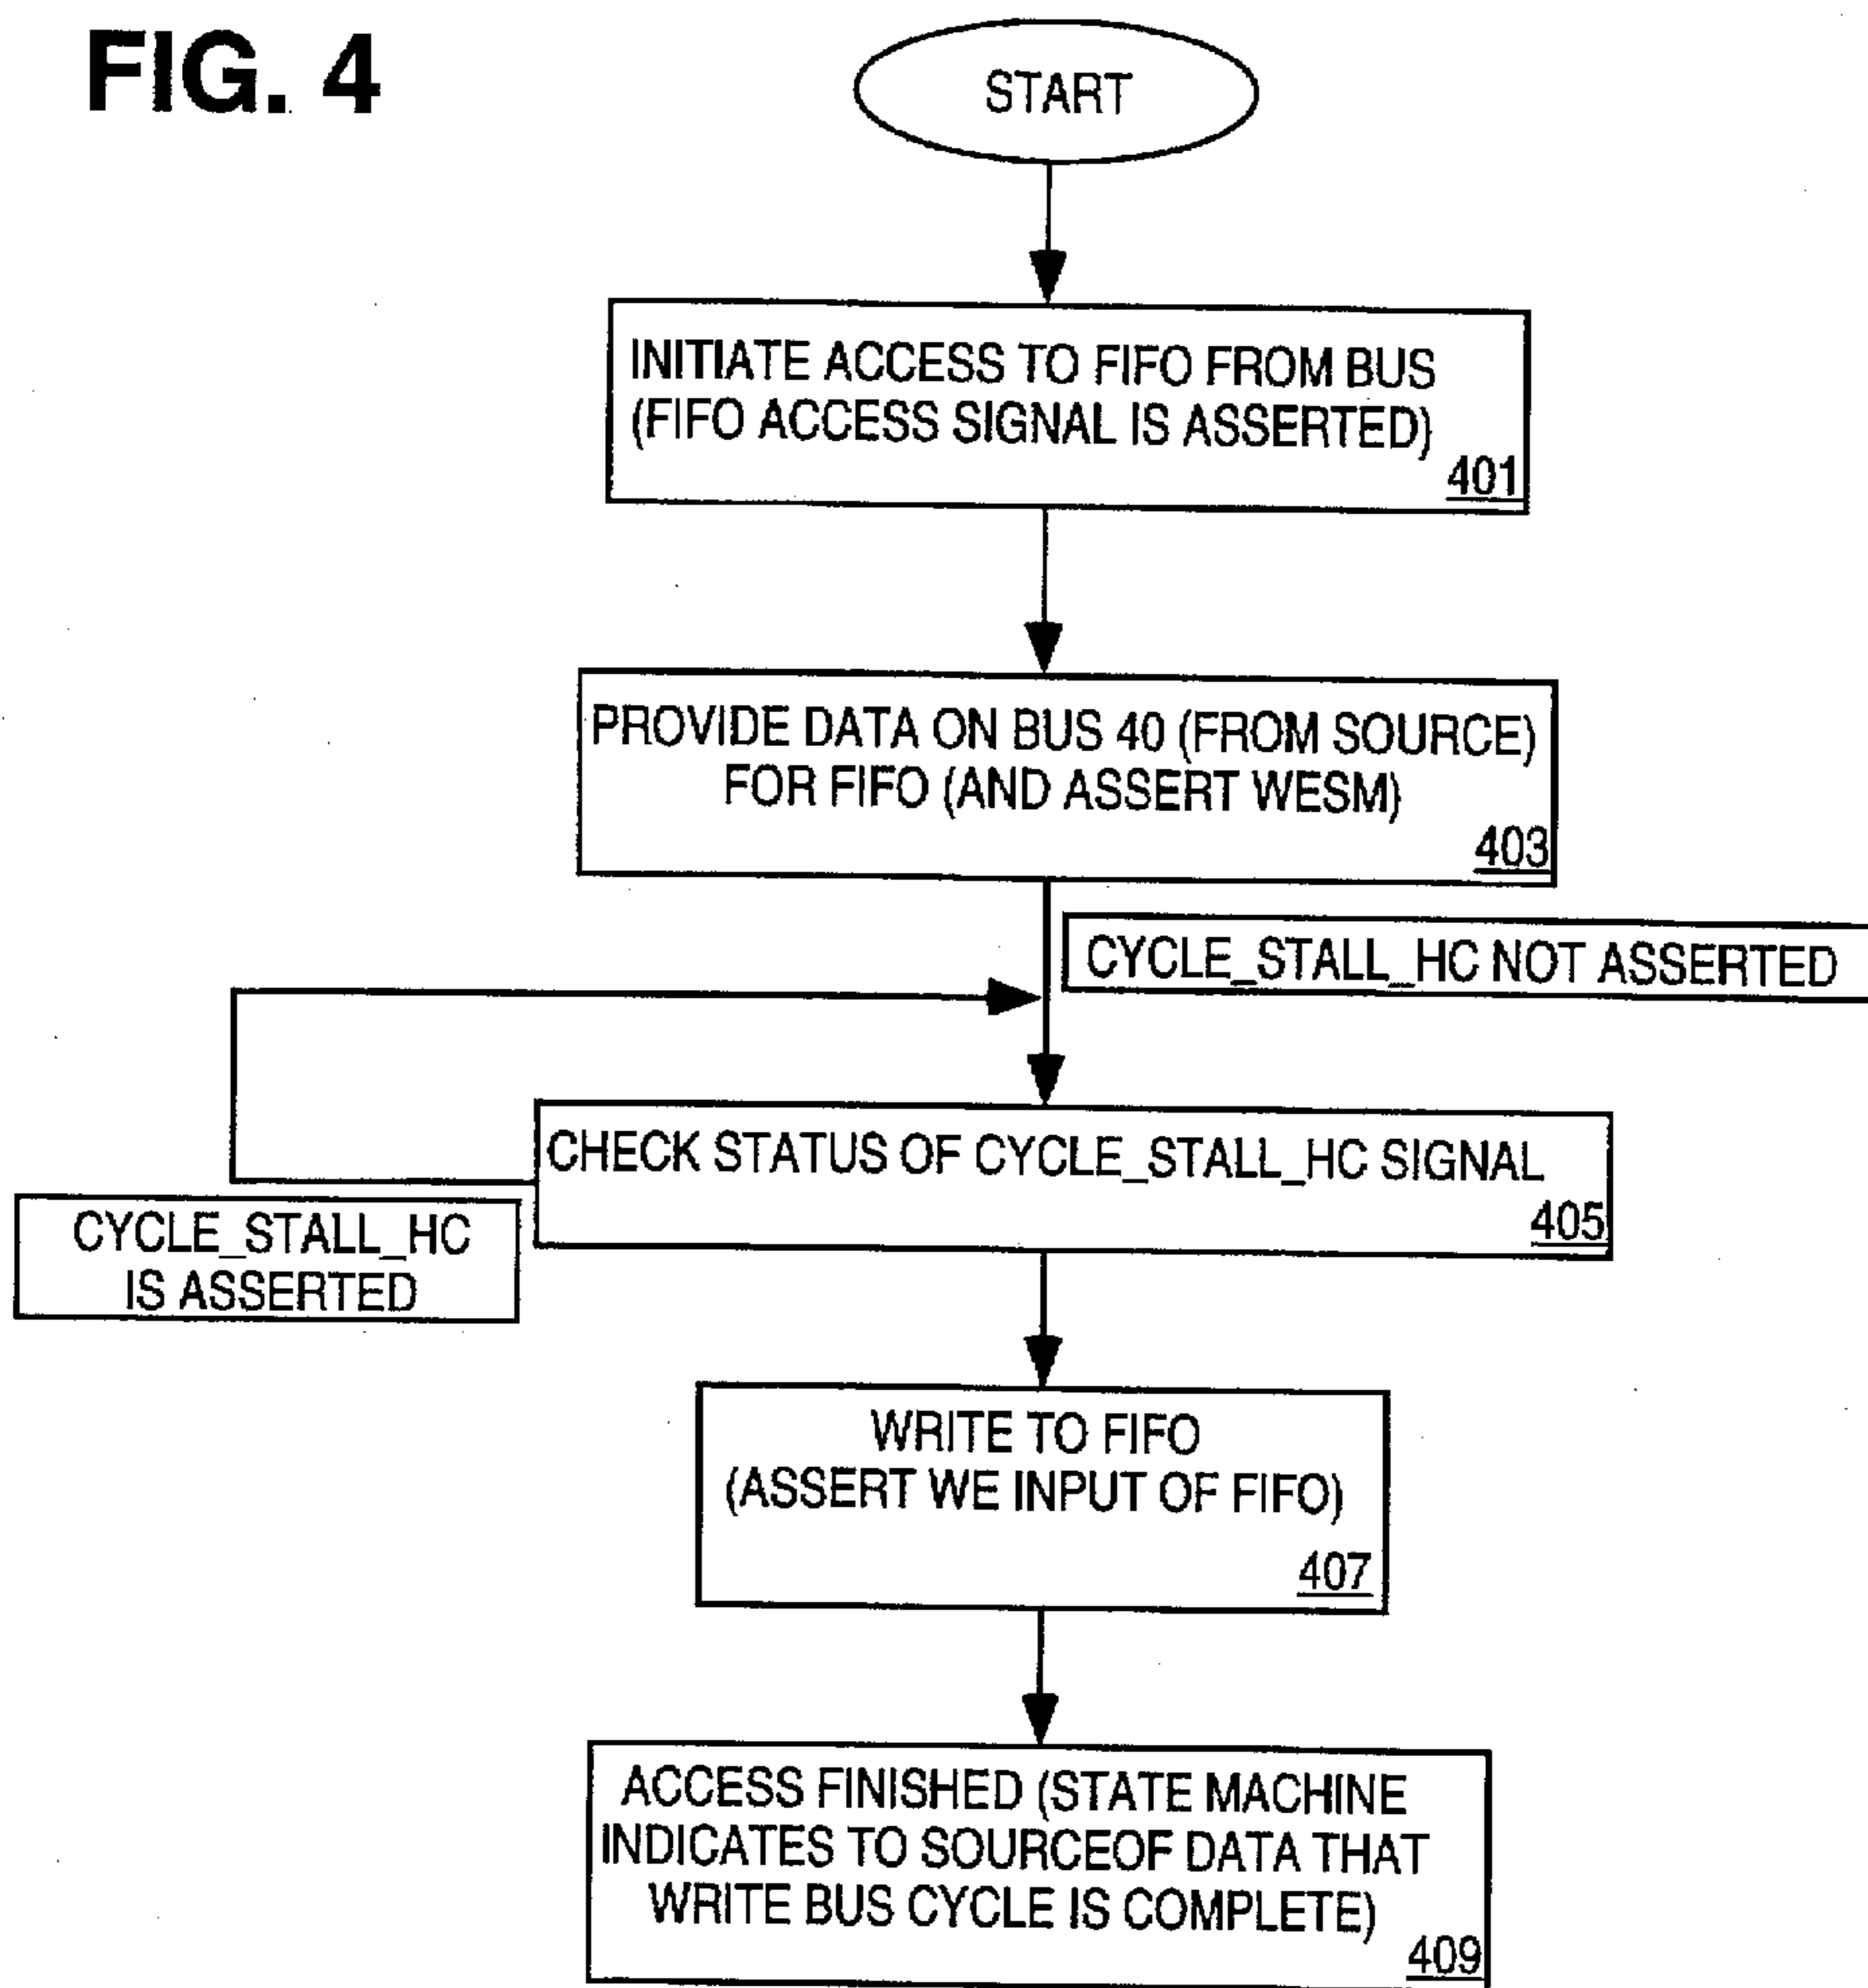 FIG. 4
START
INITIATE ACCESS TO FIFO FROM BUS
(FIFO ACCESS SIGNAL IS ASSERTED)
401
PROVIDE DATA ON BUS 40 (FROM SOURCE)
FOR FIFO (AND ASSERT WESM)
403
CYCLE_STALL_HC NOT ASSERTED
CHECK STATUS OF CYCLE_STALL_HC SIGNAL
405
CYCLE_STALL_HC
IS ASSERTED
WRITE TO FIFO
(ASSERT WE INPUT OF FIFO)
407
ACCESS FINISHED (STATE MACHINE
INDICATES TO SOURCEOF DATA THAT
WRITE BUS CYCLE IS COMPLETE)
409